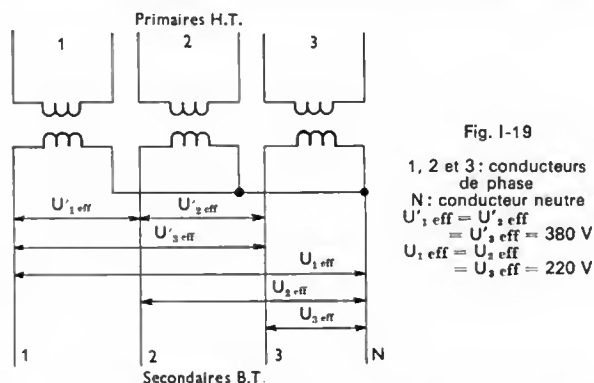 Primaires H.T.
1
2
3
U'₁ eff
U'₂ eff
U'₃ eff
U₁ eff
U₂ eff
U₃ eff
1
2
3
N
Secondaires B.T.
Fig. I-19
1, 2 et 3 : conducteurs
de phase
N : conducteur neutre
U'₁ eff = U'₂ eff
= U'₃ eff = 380 V
U₁ eff = U₂ eff
= U₃ eff = 220 V